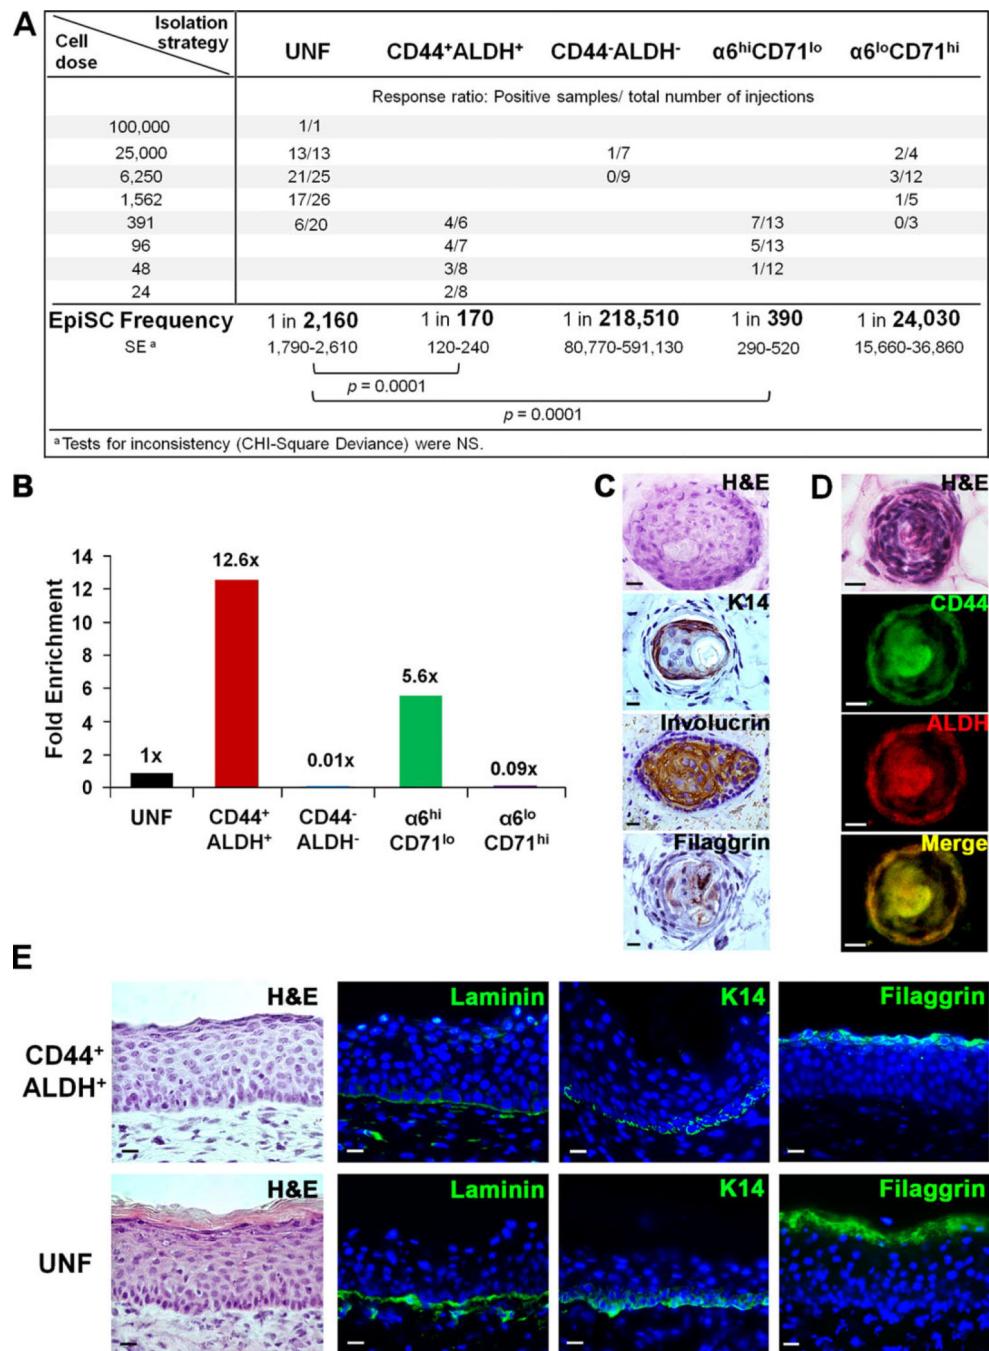 A
Isolation strategy
Cell dose
UNF CD44⁺ALDH⁺ CD44⁻ALDH⁻ α6ʰⁱCD71ˡᵒ α6ˡᵒCD71ʰⁱ
Response ratio: Positive samples/ total number of injections
100,000 1/1
25,000 13/13 1/7 2/4
6,250 21/25 0/9 3/12
1,562 17/26 1/5
391 6/20 4/6 7/13 0/3
96 4/7 5/13
48 3/8 1/12
24 2/8
EpiSC Frequency 1 in 2,160 1 in 170 1 in 218,510 1 in 390 1 in 24,030
SE ᵃ 1,790-2,610 120-240 80,770-591,130 290-520 15,660-36,860
p = 0.0001
p = 0.0001
ᵃ Tests for inconsistency (CHI-Square Deviance) were NS.
B
Fold Enrichment
14
12
10
8
6
4
2
0
1x
12.6x
0.01x
5.6x
0.09x
UNF
CD44⁺
ALDH⁺
CD44⁻
ALDH⁻
α6ʰⁱ
CD71ˡᵒ
α6ˡᵒ
CD71ʰⁱ
C
H&E
K14
Involucrin
Filaggrin
D
H&E
CD44
ALDH
Merge
E
CD44⁺
ALDH⁺
H&E
Laminin
K14
Filaggrin
UNF
H&E
Laminin
K14
Filaggrin